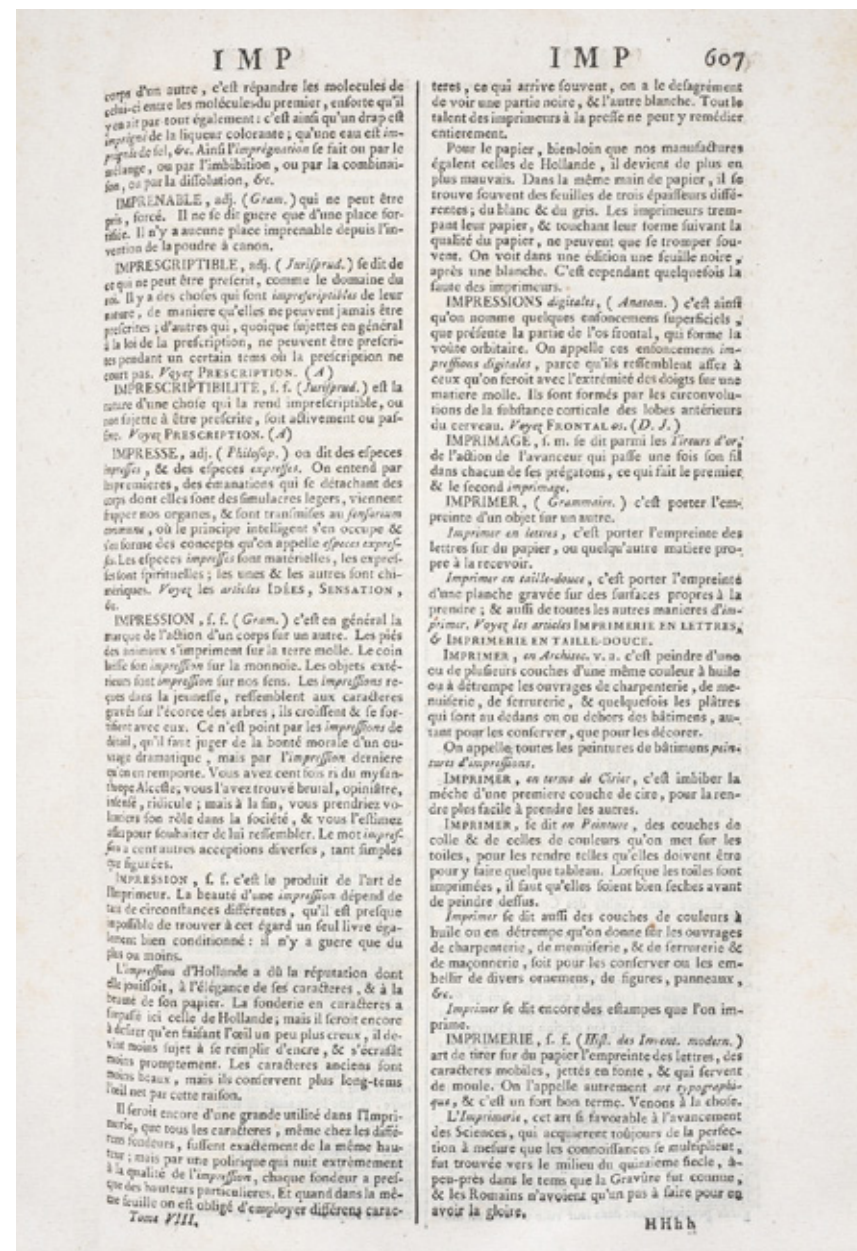 IMP
corps d'un autre, c'eſt répandre les molecules de
celui-ci entre les molécules du premier, enſorte qu'il
y en ait par tout également: c'eſt ainſi qu'un drap eſt
imprégné de la liqueur colorante; qu'une eau eſt im-
prégnée de ſel, &c. Ainſi l'imprégnation ſe fait ou par le
mélange, ou par l'imbibition, ou par la combinai-
ſon, ou par la diſſolution, &c.
IMPRENABLE, adj. (Gram.) qui ne peut être
pris, forcé. Il ne ſe dit guere que d'une place for-
tifiée. Il n'y a aucune place imprenable depuis l'in-
vention de la poudre à canon.
IMPRESCRIPTIBLE, adj. (Juriſprud.) ſe dit de
ce qui ne peut être preſcrit, comme le domaine du
roi. Il y a des choſes qui ſont impreſcriptibles de leur
nature, de maniere qu'elles ne peuvent jamais être
preſcrites; d'autres qui, quoique ſujettes en général
à la loi de la preſcription, ne peuvent être preſcri-
tes pendant un certain tems où la preſcription ne
court pas. Voyez PRESCRIPTION. (A)
IMPRESCRIPTIBILITE, ſ. f. (Juriſprud.) eſt la
nature d'une choſe qui la rend impreſcriptible, ou
non ſujette à être preſcrite, ſoit activement ou paſ-
ſive. Voyez PRESCRIPTION. (A)
IMPRESSE, adj. (Philoſop.) on dit des eſpeces
impreſſes, & des eſpeces expreſſes. On entend par
les premieres, des émanations qui ſe détachant des
corps dont elles ſont des ſimulacres legers, viennent
frapper nos organes, & ſont tranſmiſes au ſenſorium
commune, où le principe intelligent s'en occupe &
s'en forme des concepts qu'on appelle eſpeces expreſ-
ſes. Les eſpeces impreſſes ſont matérielles, les expreſ-
ſes ſont ſpirituelles; les unes & les autres ſont chi-
mériques. Voyez les articles IDÉES, SENSATION,
&c.
IMPRESSION, ſ. f. (Gram.) c'eſt en général la
marque de l'action d'un corps ſur un autre. Les piés
des animaux s'impriment ſur la terre molle. Le coin
laiſſe ſon impreſſion ſur la monnoie. Les objets exté-
rieurs font impreſſion ſur nos ſens. Les impreſſions re-
çues dans la jeuneſſe, reſſemblent aux caracteres
gravés ſur l'écorce des arbres, ils croiſſent & ſe for-
tifient avec eux. Ce n'eſt point par les impreſſions de
détail, qu'il faut juger de la bonté morale d'un ou-
vrage dramatique, mais par l'impreſſion derniere
qu'on en remporte. Vous avez cent fois ri du myſan-
thope Alceſte; vous l'avez trouvé brutal, opiniâtre,
inſenſé, ridicule; mais à la fin, vous prendriez vo-
lontiers ſon rôle dans la ſociété, & vous l'eſtimez
aſſez pour ſouhaiter de lui reſſembler. Le mot impreſ-
ſion a cent autres acceptions diverſes, tant ſimples
que figurées.
IMPRESSION, ſ. f. c'eſt le produit de l'art de
l'Imprimeur. La beauté d'une impreſſion dépend de
tant de circonſtances différentes, qu'il eſt preſque
impoſſible de trouver à cet égard un ſeul livre éga-
lement bien conditionné: il n'y a guere que du
plus ou moins.
L'impreſſion d'Hollande a dû la réputation dont
elle jouiſſoit, à l'élégance de ſes caracteres, & à la
beauté de ſon papier. La fonderie en caracteres a
ſurpaſſé ici celle de Hollande; mais il ſeroit encore
à deſirer qu'en faiſant l'œil un peu plus creux, il de-
vînt moins ſujet à ſe remplir d'encre, & s'écraſât
moins promptement. Les caracteres anciens ſont
moins beaux, mais ils conſervent plus long-tems
l'œil net par cette raiſon.
Il ſeroit encore d'une grande utilité dans l'Impri-
merie, que tous les caracteres, même chez les diffé-
rens fondeurs, fuſſent exactement de la même hau-
teur; mais par une politique qui nuit extrèmement
à la qualité de l'impreſſion, chaque fondeur a preſ-
que des hauteurs particulieres. Et quand dans la mê-
me feuille on eſt obligé d'employer différens carac-
Tome VIII.
IMP 607
teres, ce qui arrive ſouvent, on a le deſagrément
de voir une partie noire, & l'autre blanche. Tout le
talent des imprimeurs à la preſſe ne peut y remédier
entierement.
Pour le papier, bien-loin que nos manufactures
égalent celles de Hollande, il devient de plus en
plus mauvais. Dans la même main de papier, il ſe
trouve ſouvent des feuilles de trois épaiſſeurs diffé-
rentes; du blanc & du gris. Les imprimeurs trem-
pant leur papier, & touchant leur forme ſuivant la
qualité du papier, ne peuvent que ſe tromper ſou-
vent. On voit dans une édition une feuille noire,
après une blanche. C'eſt cependant quelquefois la
faute des imprimeurs.
IMPRESSIONS digitales, (Anatom.) c'eſt ainſi
qu'on nomme quelques enfoncemens ſuperficiels,
que préſente la partie de l'os frontal, qui forme la
voûte orbitaire. On appelle ces enfoncemens im-
preſſions digitales, parce qu'ils reſſemblent aſſez à
ceux qu'on feroit avec l'extrémité des doigts ſur une
matiere molle. Ils ſont formés par les circonvolu-
tions de la ſubſtance corticale des lobes antérieurs
du cerveau. Voyez FRONTAL os. (D. J.)
IMPRIMAGE, ſ. m. ſe dit parmi les Tireurs d'or,
de l'action de l'avanceur qui paſſe une fois ſon fil
dans chacun de ſes prégatons, ce qui fait le premier
& le ſecond imprimage.
IMPRIMER, (Grammaire.) c'eſt porter l'em-
preinte d'un objet ſur un autre.
Imprimer en lettres, c'eſt porter l'empreinte des
lettres ſur du papier, ou quelqu'autre matiere pro-
pre à la recevoir.
Imprimer en taille-douce, c'eſt porter l'empreinte
d'une planche gravée ſur des ſurfaces propres à la
prendre; & auſſi de toutes les autres manieres d'im-
primer. Voyez les articles IMPRIMERIE EN LETTRES,
& IMPRIMERIE EN TAILLE-DOUCE.
IMPRIMER, en Architec. v. a. c'eſt peindre d'une
ou de pluſieurs couches d'une même couleur à huile
ou à détrempe les ouvrages de charpenterie, de me-
nuiſerie, de ſerrurerie, & quelquefois les plâtres
qui ſont au dedans ou au dehors des bâtimens, au-
tant pour les conſerver, que pour les décorer.
On appelle toutes les peintures de bâtimens pein-
tures d'impreſſions.
IMPRIMER, en terme de Cirier, c'eſt imbiber la
méche d'une premiere couche de cire, pour la ren-
dre plus facile à prendre les autres.
IMPRIMER, ſe dit en Peinture, des couches de
colle & de celles de couleurs qu'on met ſur les
toiles, pour les rendre telles qu'elles doivent être
pour y faire quelque tableau. Lorſque les toiles ſont
imprimées, il faut qu'elles ſoient bien ſeches avant
de peindre deſſus.
Imprimer ſe dit auſſi des couches de couleurs à
huile ou en détrempe qu'on donne ſur les ouvrages
de charpenterie, de menuiſerie, & de ſerrurerie &
de maçonnerie, ſoit pour les conſerver ou les em-
bellir de divers ornemens, de figures, panneaux,
&c.
Imprimer ſe dit encore des eſtampes que l'on im-
prime.
IMPRIMERIE, ſ. f. (Hiſt. des Invent. modern.)
art de tirer ſur du papier l'empreinte des lettres, des
caracteres mobiles, jettés en fonte, & qui ſervent
de moule. On l'appelle autrement art typographi-
que, & c'eſt un fort bon terme. Venons à la choſe.
L'Imprimerie, cet art ſi favorable à l'avancement
des Sciences, qui acquierent toûjours de la perfec-
tion à meſure que les connoiſſances ſe multiplient,
fut trouvée vers le milieu du quinzieme ſiecle, à-
peu-près dans le tems que la Gravûre fut connue,
& les Romains n'avoient qu'un pas à faire pour en
avoir la gloire.
HHhh